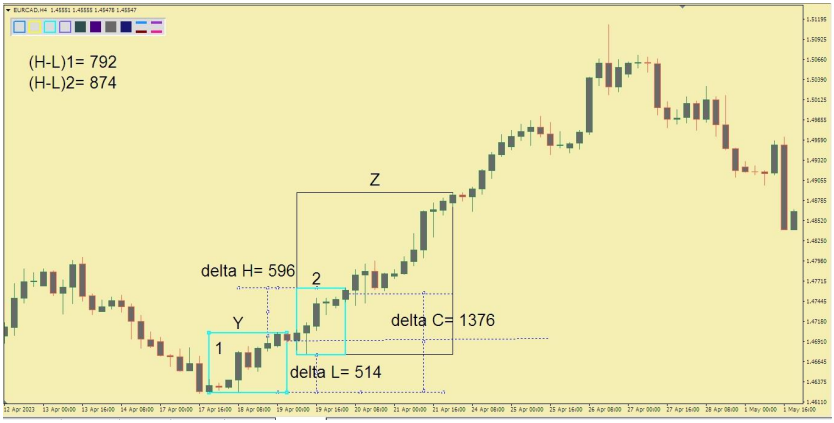 EURCAD,H4 1.45551 1.45555 1.45478 1.45547
(H-L)1= 792
(H-L)2= 874
Z
delta H= 596
2
Y
1
delta C= 1376
delta L= 514
1.51195
1.50925
1.50660
1.50390
1.50125
1.49855
1.49590
1.49320
1.49055
1.48785
1.48520
1.48250
1.47980
1.47715
1.47445
1.47180
1.46910
1.46645
1.46375
1.46110
12 Apr 2023
13 Apr 00:00
13 Apr 16:00
14 Apr 08:00
17 Apr 00:00
17 Apr 16:00
18 Apr 08:00
19 Apr 00:00
19 Apr 16:00
20 Apr 08:00
21 Apr 00:00
21 Apr 16:00
24 Apr 08:00
25 Apr 00:00
25 Apr 16:00
26 Apr 08:00
27 Apr 00:00
27 Apr 16:00
28 Apr 08:00
1 May 00:00
1 May 16:00